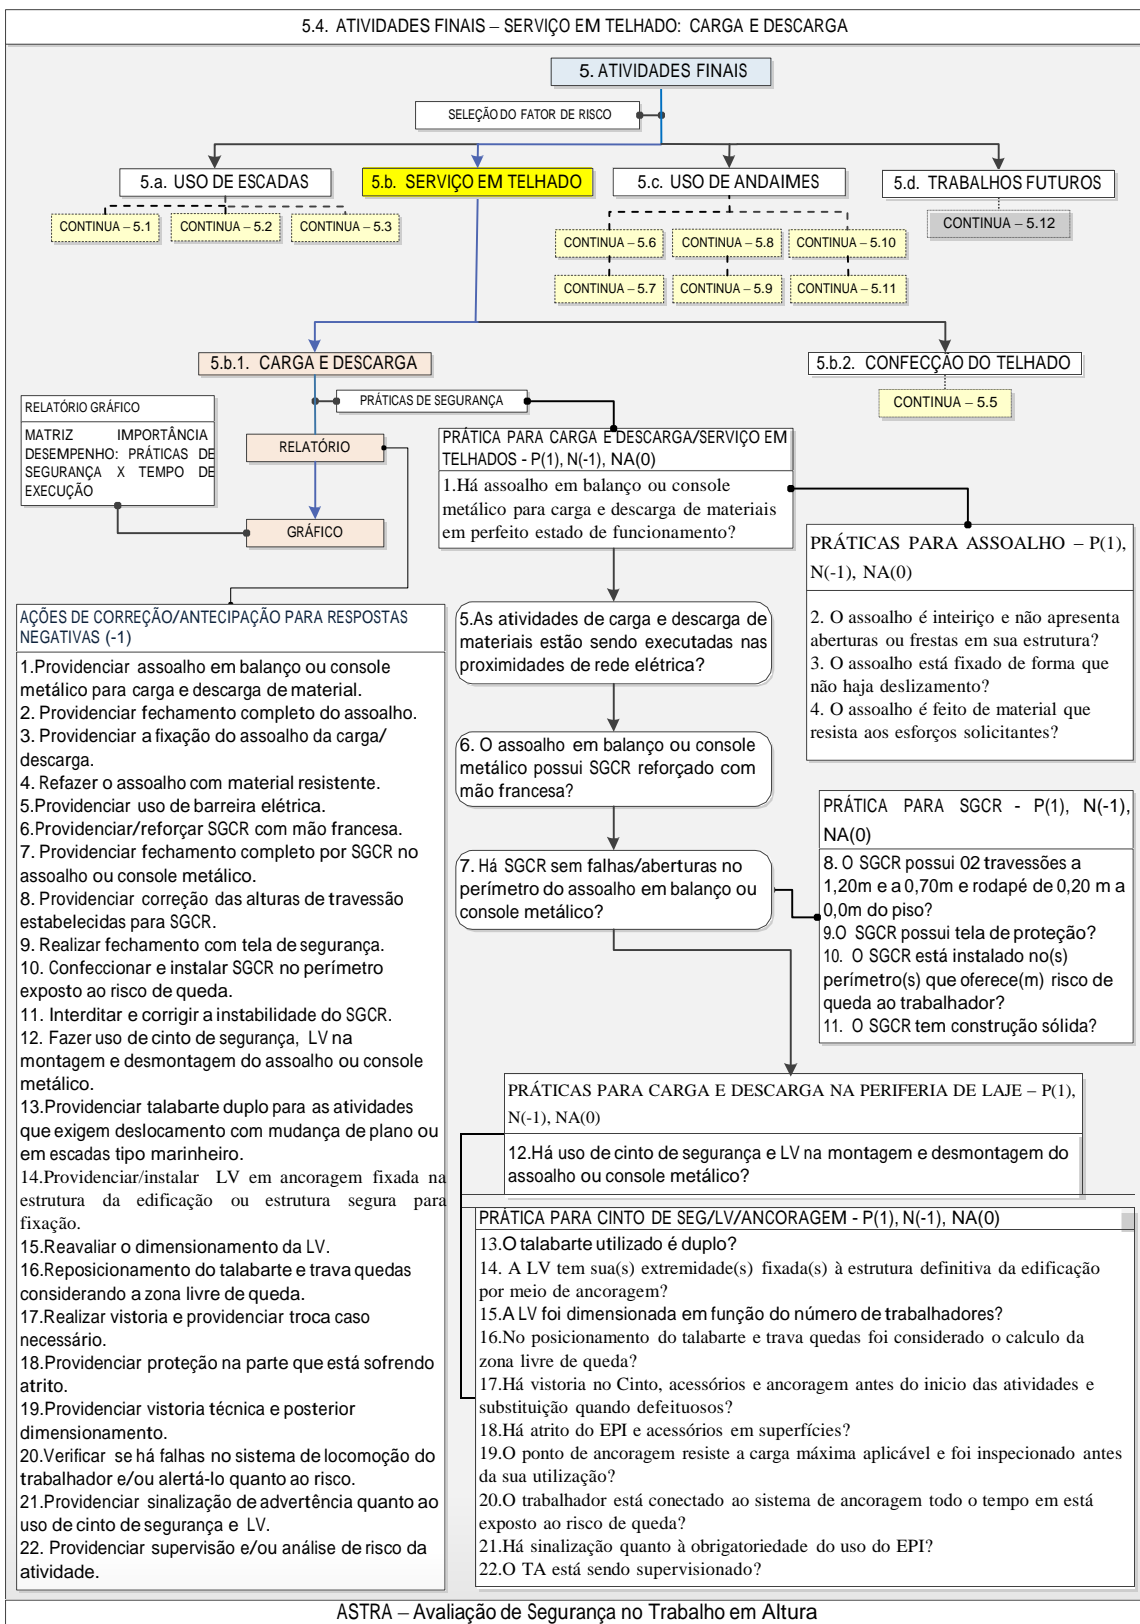 5.4. ATIVIDADES FINAIS – SERVIÇO EM TELHADO: CARGA E DESCARGA
5. ATIVIDADES FINAIS
SELEÇÃO DO FATOR DE RISCO
5.a. USO DE ESCADAS
5.b. SERVIÇO EM TELHADO
5.c. USO DE ANDAIMES
5.d. TRABALHOS FUTUROS
CONTINUA – 5.1
CONTINUA – 5.2
CONTINUA – 5.3
CONTINUA – 5.6
CONTINUA – 5.8
CONTINUA – 5.10
CONTINUA – 5.12
CONTINUA – 5.7
CONTINUA – 5.9
CONTINUA – 5.11
5.b.1. CARGA E DESCARGA
5.b.2. CONFECÇÃO DO TELHADO
CONTINUA – 5.5
PRÁTICAS DE SEGURANÇA
RELATÓRIO GRÁFICO
MATRIZ IMPORTÂNCIA
DESEMPENHO: PRÁTICAS DE
SEGURANÇA X TEMPO DE
EXECUÇÃO
RELATÓRIO
GRÁFICO
PRÁTICA PARA CARGA E DESCARGA/SERVIÇO EM
TELHADOS - P(1), N(-1), NA(0)
1.Há assoalho em balanço ou console
metálico para carga e descarga de materiais
em perfeito estado de funcionamento?
PRÁTICAS PARA ASSOALHO – P(1),
N(-1), NA(0)
2. O assoalho é inteiriço e não apresenta
aberturas ou frestas em sua estrutura?
3. O assoalho está fixado de forma que
não haja deslizamento?
4. O assoalho é feito de material que
resista aos esforços solicitantes?
5.As atividades de carga e descarga de
materiais estão sendo executadas nas
proximidades de rede elétrica?
6. O assoalho em balanço ou console
metálico possui SGCR reforçado com
mão francesa?
7. Há SGCR sem falhas/aberturas no
perímetro do assoalho em balanço ou
console metálico?
PRÁTICA PARA SGCR - P(1), N(-1),
NA(0)
8. O SGCR possui 02 travessões a
1,20m e a 0,70m e rodapé de 0,20 m a
0,0m do piso?
9.O SGCR possui tela de proteção?
10. O SGCR está instalado no(s)
perímetro(s) que oferece(m) risco de
queda ao trabalhador?
11. O SGCR tem construção sólida?
AÇÕES DE CORREÇÃO/ANTECIPAÇÃO PARA RESPOSTAS
NEGATIVAS (-1)
1.Providenciar assoalho em balanço ou console
metálico para carga e descarga de material.
2. Providenciar fechamento completo do assoalho.
3. Providenciar a fixação do assoalho da carga/
descarga.
4. Refazer o assoalho com material resistente.
5.Providenciar uso de barreira elétrica.
6.Providenciar/reforçar SGCR com mão francesa.
7. Providenciar fechamento completo por SGCR no
assoalho ou console metálico.
8. Providenciar correção das alturas de travessão
estabelecidas para SGCR.
9. Realizar fechamento com tela de segurança.
10. Confeccionar e instalar SGCR no perímetro
exposto ao risco de queda.
11. Interditar e corrigir a instabilidade do SGCR.
12. Fazer uso de cinto de segurança, LV na
montagem e desmontagem do assoalho ou console
metálico.
13.Providenciar talabarte duplo para as atividades
que exigem deslocamento com mudança de plano ou
em escadas tipo marinheiro.
14.Providenciar/instalar LV em ancoragem fixada na
estrutura da edificação ou estrutura segura para
fixação.
15.Reavaliar o dimensionamento da LV.
16.Reposicionamento do talabarte e trava quedas
considerando a zona livre de queda.
17.Realizar vistoria e providenciar troca caso
necessário.
18.Providenciar proteção na parte que está sofrendo
atrito.
19.Providenciar vistoria técnica e posterior
dimensionamento.
20.Verificar se há falhas no sistema de locomoção do
trabalhador e/ou alertá-lo quanto ao risco.
21.Providenciar sinalização de advertência quanto ao
uso de cinto de segurança e LV.
22. Providenciar supervisão e/ou análise de risco da
atividade.
PRÁTICAS PARA CARGA E DESCARGA NA PERIFERIA DE LAJE – P(1),
N(-1), NA(0)
12.Há uso de cinto de segurança e LV na montagem e desmontagem do
assoalho ou console metálico?
PRÁTICA PARA CINTO DE SEG/LV/ANCORAGEM - P(1), N(-1), NA(0)
13.O talabarte utilizado é duplo?
14. A LV tem sua(s) extremidade(s) fixada(s) à estrutura definitiva da edificação
por meio de ancoragem?
15.A LV foi dimensionada em função do número de trabalhadores?
16.No posicionamento do talabarte e trava quedas foi considerado o calculo da
zona livre de queda?
17.Há vistoria no Cinto, acessórios e ancoragem antes do inicio das atividades e
substituição quando defeituosos?
18.Há atrito do EPI e acessórios em superfícies?
19.O ponto de ancoragem resiste a carga máxima aplicável e foi inspecionado antes
da sua utilização?
20.O trabalhador está conectado ao sistema de ancoragem todo o tempo em está
exposto ao risco de queda?
21.Há sinalização quanto à obrigatoriedade do uso do EPI?
22.O TA está sendo supervisionado?
ASTRA – Avaliação de Segurança no Trabalho em Altura